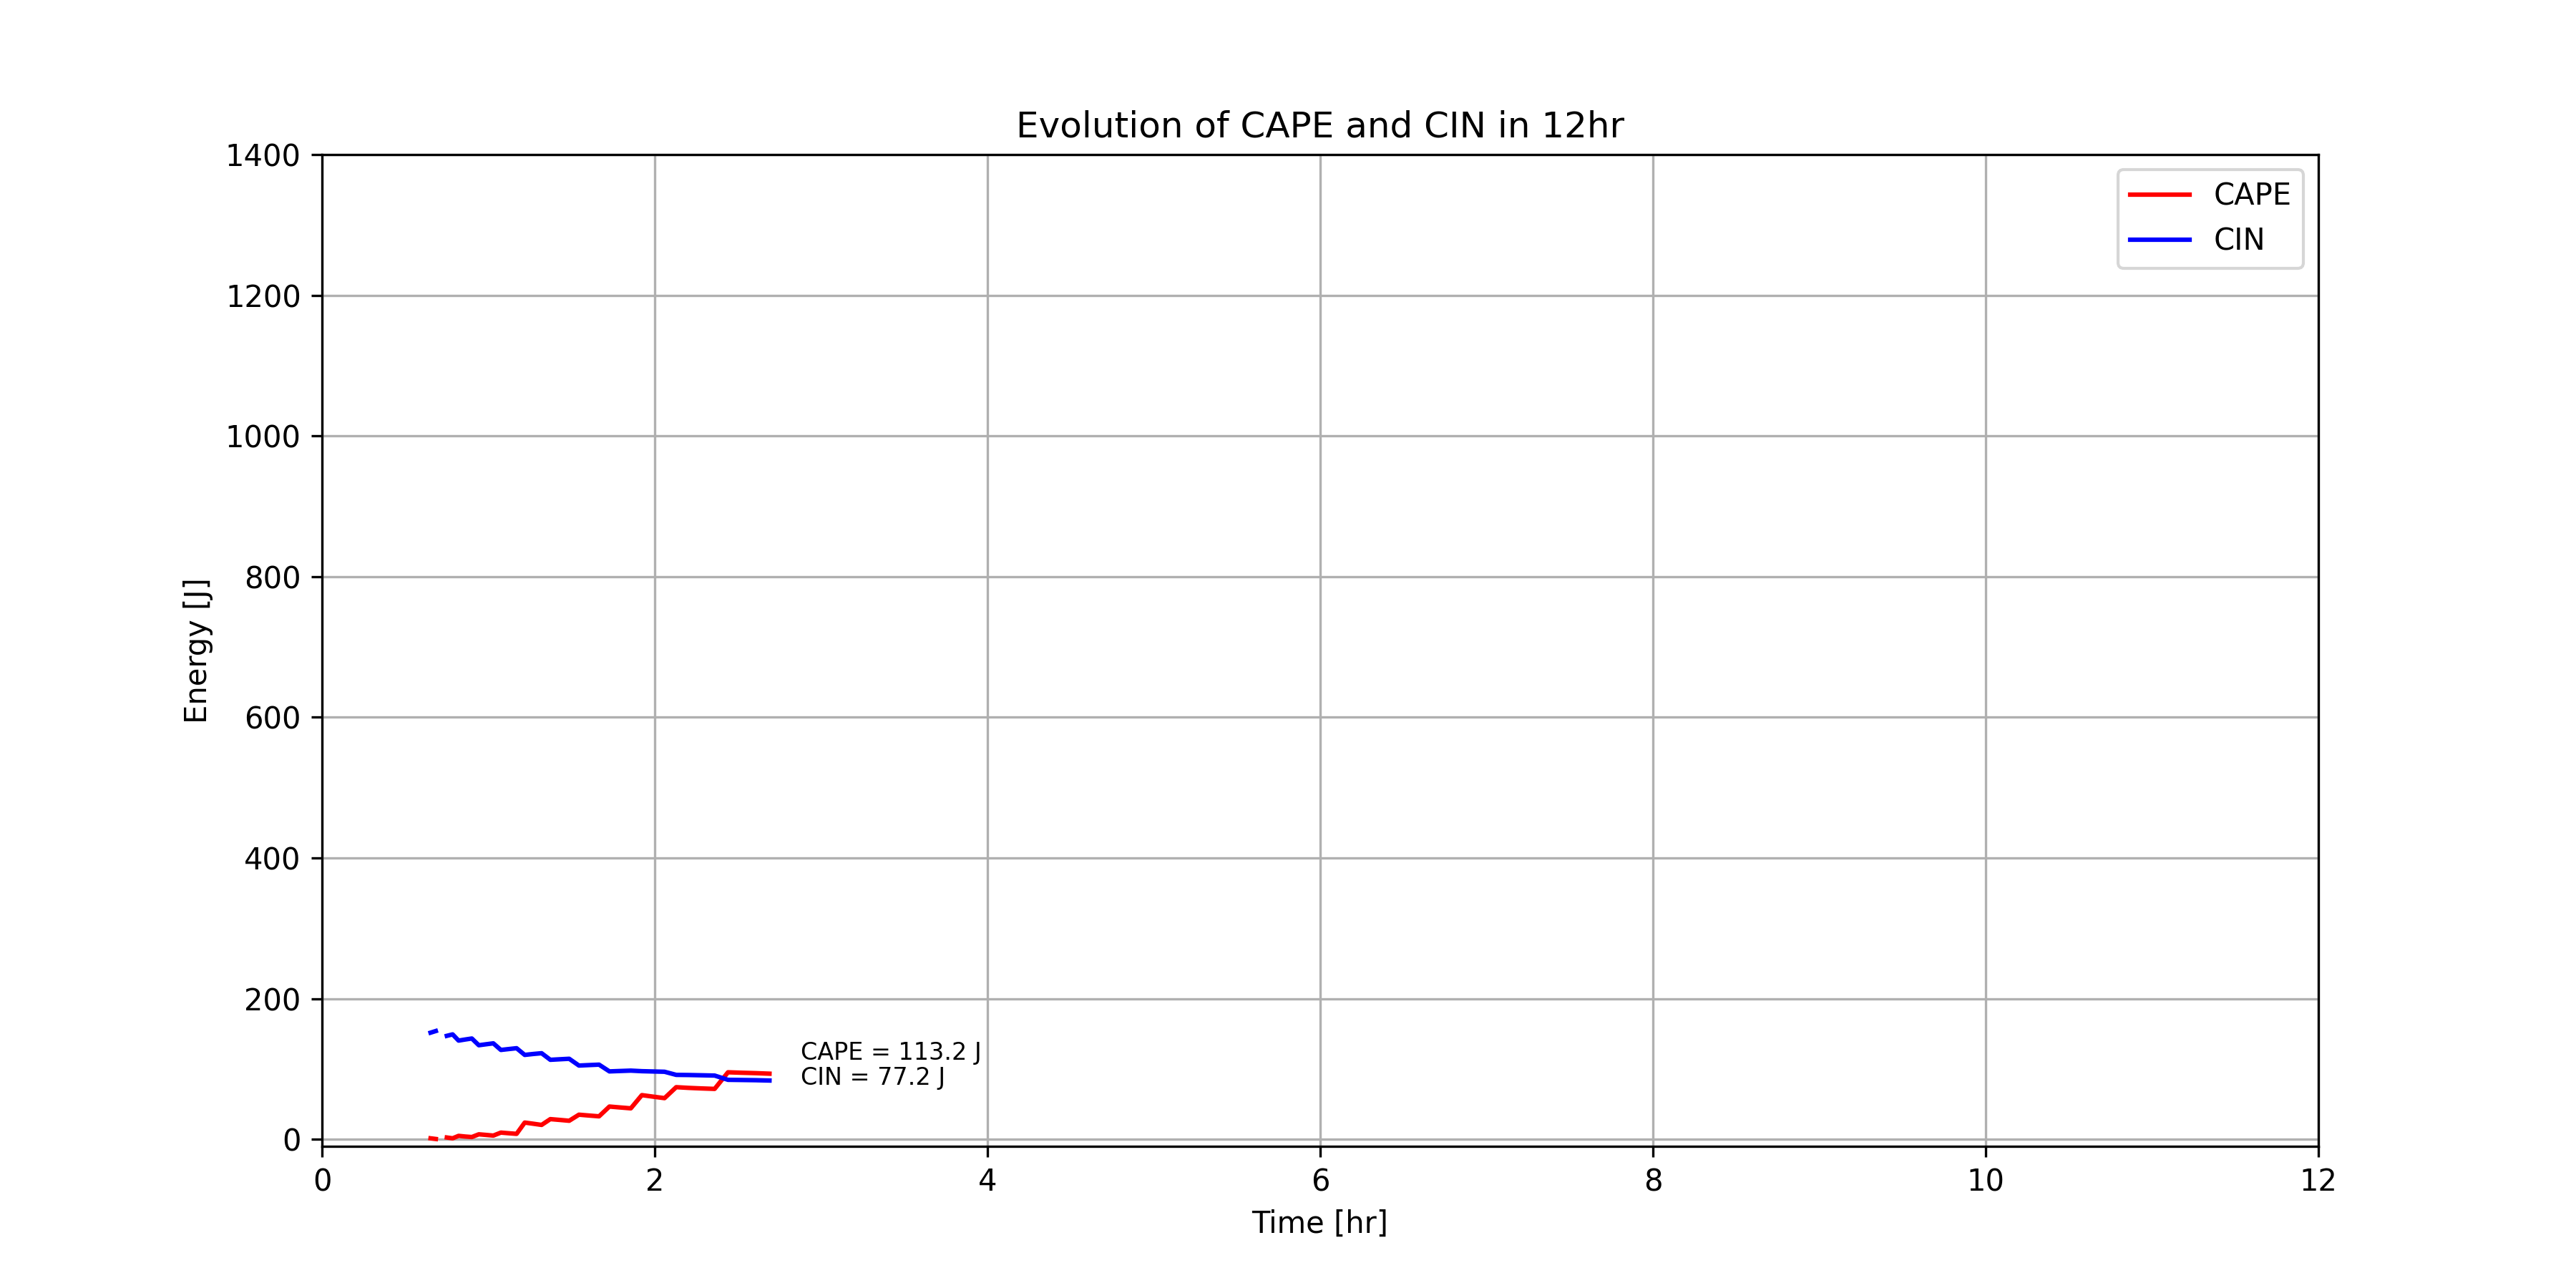 Evolution of CAPE and CIN in 12hr
1400
1200
1000
800
600
400
200
0
Energy [J]
CAPE
CIN
CAPE = 113.2 J
CIN = 77.2 J
0 2 4 6 8 10 12
Time [hr]